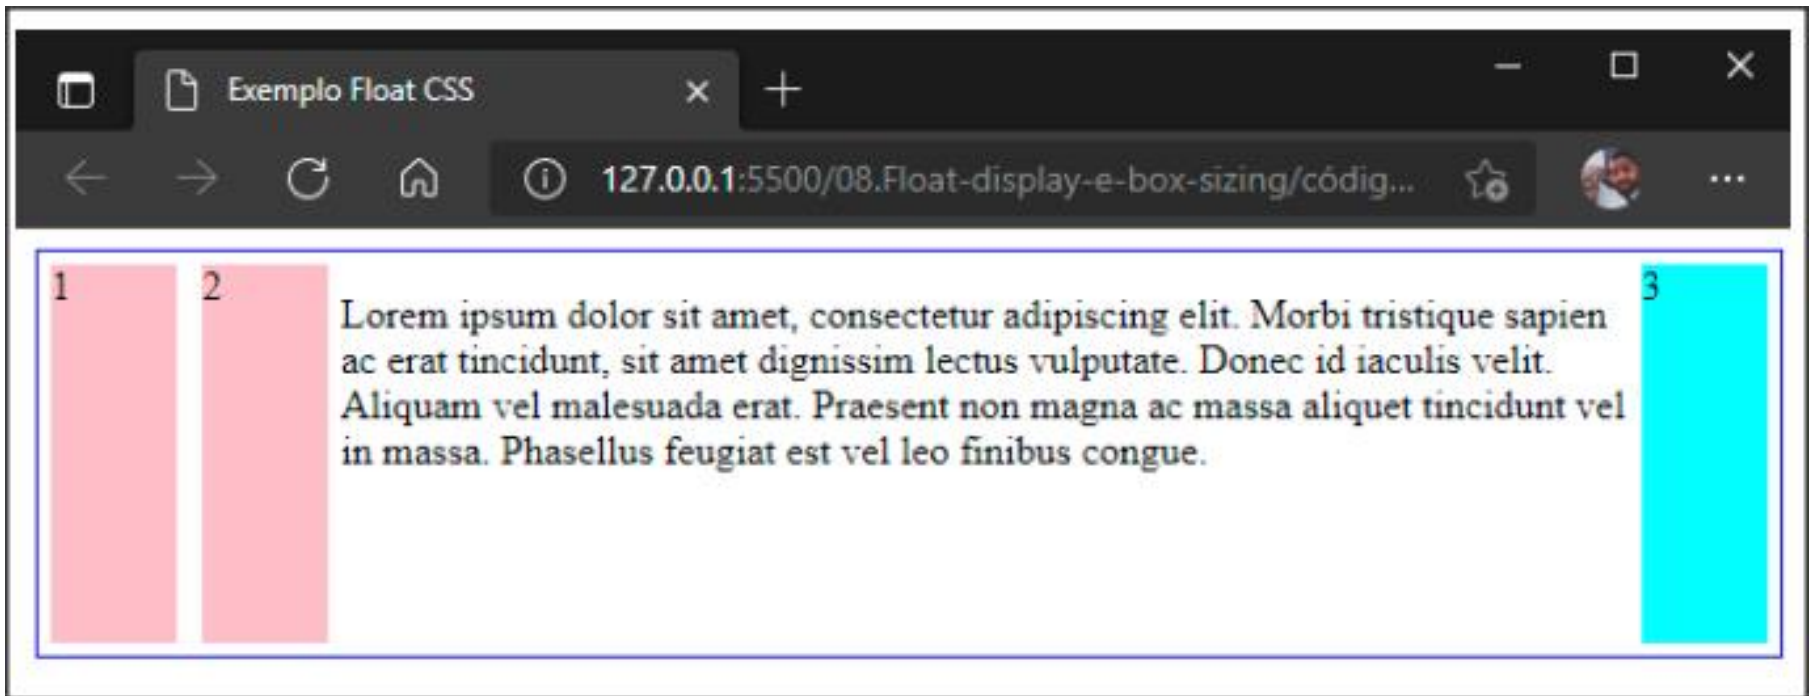 Exemplo Float CSS
127.0.0.1:5500/08.Float-display-e-box-sizing/códig...
1
2
Lorem ipsum dolor sit amet, consectetur adipiscing elit. Morbi tristique sapien
ac erat tincidunt, sit amet dignissim lectus vulputate. Donec id iaculis velit.
Aliquam vel malesuada erat. Praesent non magna ac massa aliquet tincidunt vel
in massa. Phasellus feugiat est vel leo finibus congue.
3